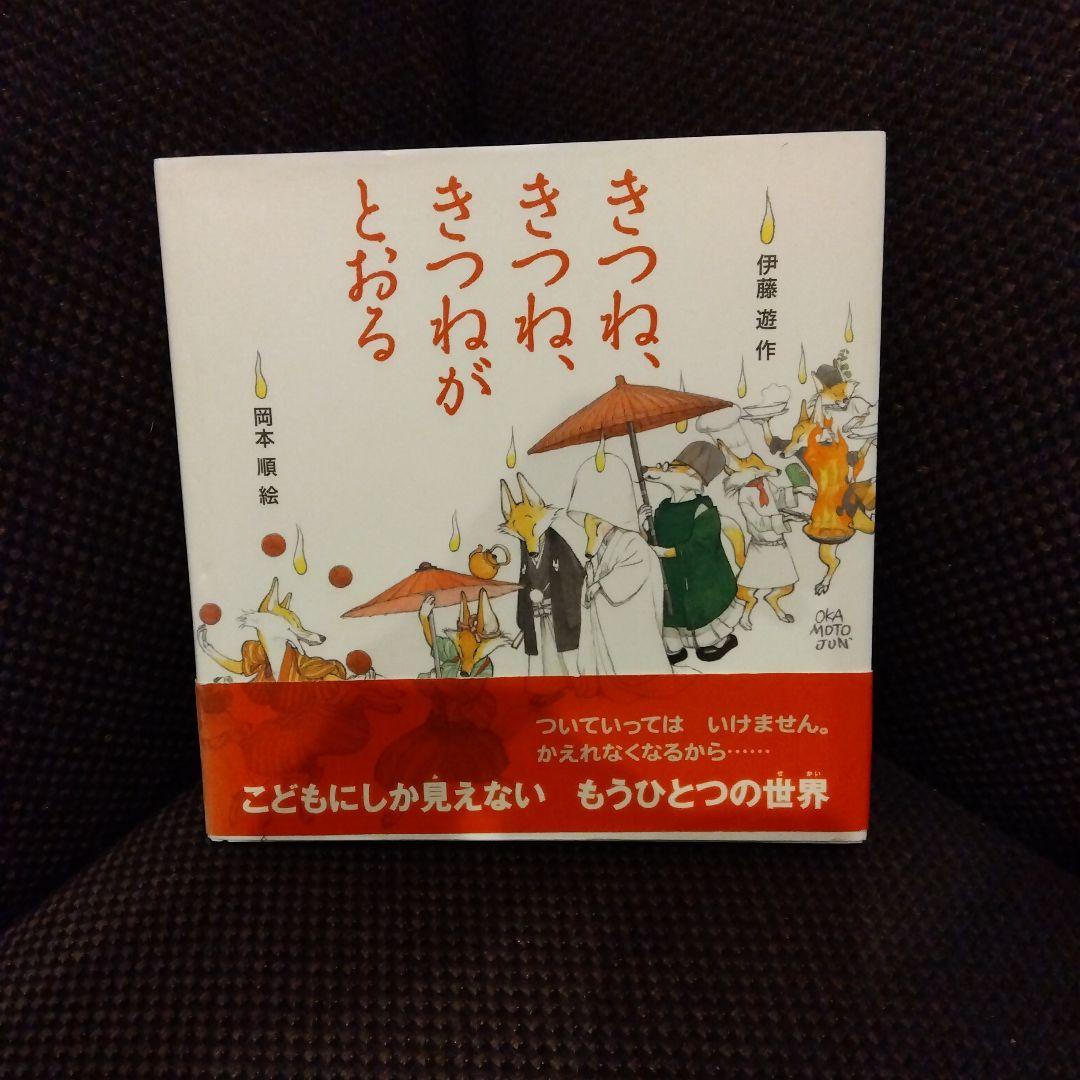 きつね、
きつね、
きつねが
とおる
伊藤 遊 作
岡本 順 絵
OKA
MOTO
JUN
ついていっては いけません。
かえれなくなるから……
こどもにしか見えない もうひとつの世界